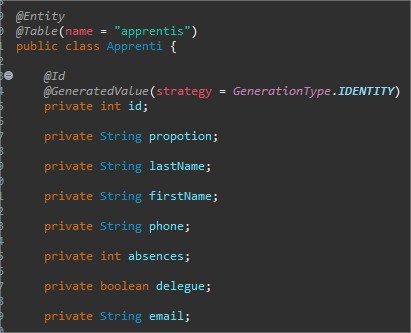 @Entity
@Table(name = "apprentis")
public class Apprenti {
@Id
@GeneratedValue(strategy = GenerationType.IDENTITY)
private int id;
private String propotion;
private String lastName;
private String firstName;
private String phone;
private int absences;
private boolean delegue;
private String email;